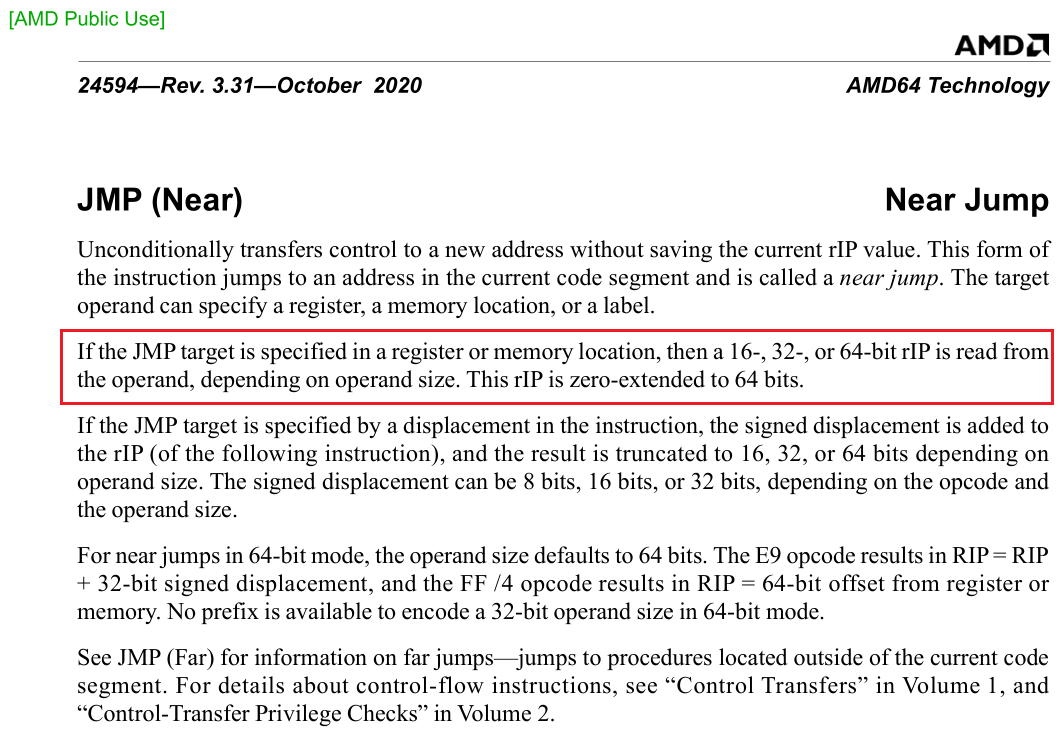 [AMD Public Use]
AMD
24594—Rev. 3.31—October 2020 AMD64 Technology
JMP (Near) Near Jump
Unconditionally transfers control to a new address without saving the current rIP value. This form of
the instruction jumps to an address in the current code segment and is called a near jump. The target
operand can specify a register, a memory location, or a label.
If the JMP target is specified in a register or memory location, then a 16-, 32-, or 64-bit rIP is read from
the operand, depending on operand size. This rIP is zero-extended to 64 bits.
If the JMP target is specified by a displacement in the instruction, the signed displacement is added to
the rIP (of the following instruction), and the result is truncated to 16, 32, or 64 bits depending on
operand size. The signed displacement can be 8 bits, 16 bits, or 32 bits, depending on the opcode and
the operand size.
For near jumps in 64-bit mode, the operand size defaults to 64 bits. The E9 opcode results in RIP = RIP
+ 32-bit signed displacement, and the FF /4 opcode results in RIP = 64-bit offset from register or
memory. No prefix is available to encode a 32-bit operand size in 64-bit mode.
See JMP (Far) for information on far jumps—jumps to procedures located outside of the current code
segment. For details about control-flow instructions, see “Control Transfers” in Volume 1, and
“Control-Transfer Privilege Checks” in Volume 2.